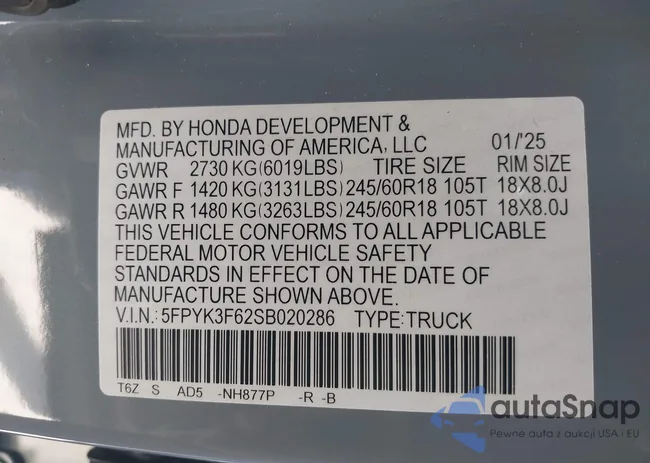 MFD. BY HONDA DEVELOPMENT &
MANUFACTURING OF AMERICA, LLC 01/'25
GVWR 2730 KG(6019LBS) TIRE SIZE RIM SIZE
GAWR F 1420 KG(3131LBS) 245/60R18 105T 18X8.0J
GAWR R 1480 KG(3263LBS) 245/60R18 105T 18X8.0J
THIS VEHICLE CONFORMS TO ALL APPLICABLE
FEDERAL MOTOR VEHICLE SAFETY
STANDARDS IN EFFECT ON THE DATE OF
MANUFACTURE SHOWN ABOVE.
V.I.N.: 5FPYK3F62SB020286 TYPE:TRUCK
T6Z S AD5 -NH877P -R -B
autaSnap
Pewne auta z aukcji USA i EU